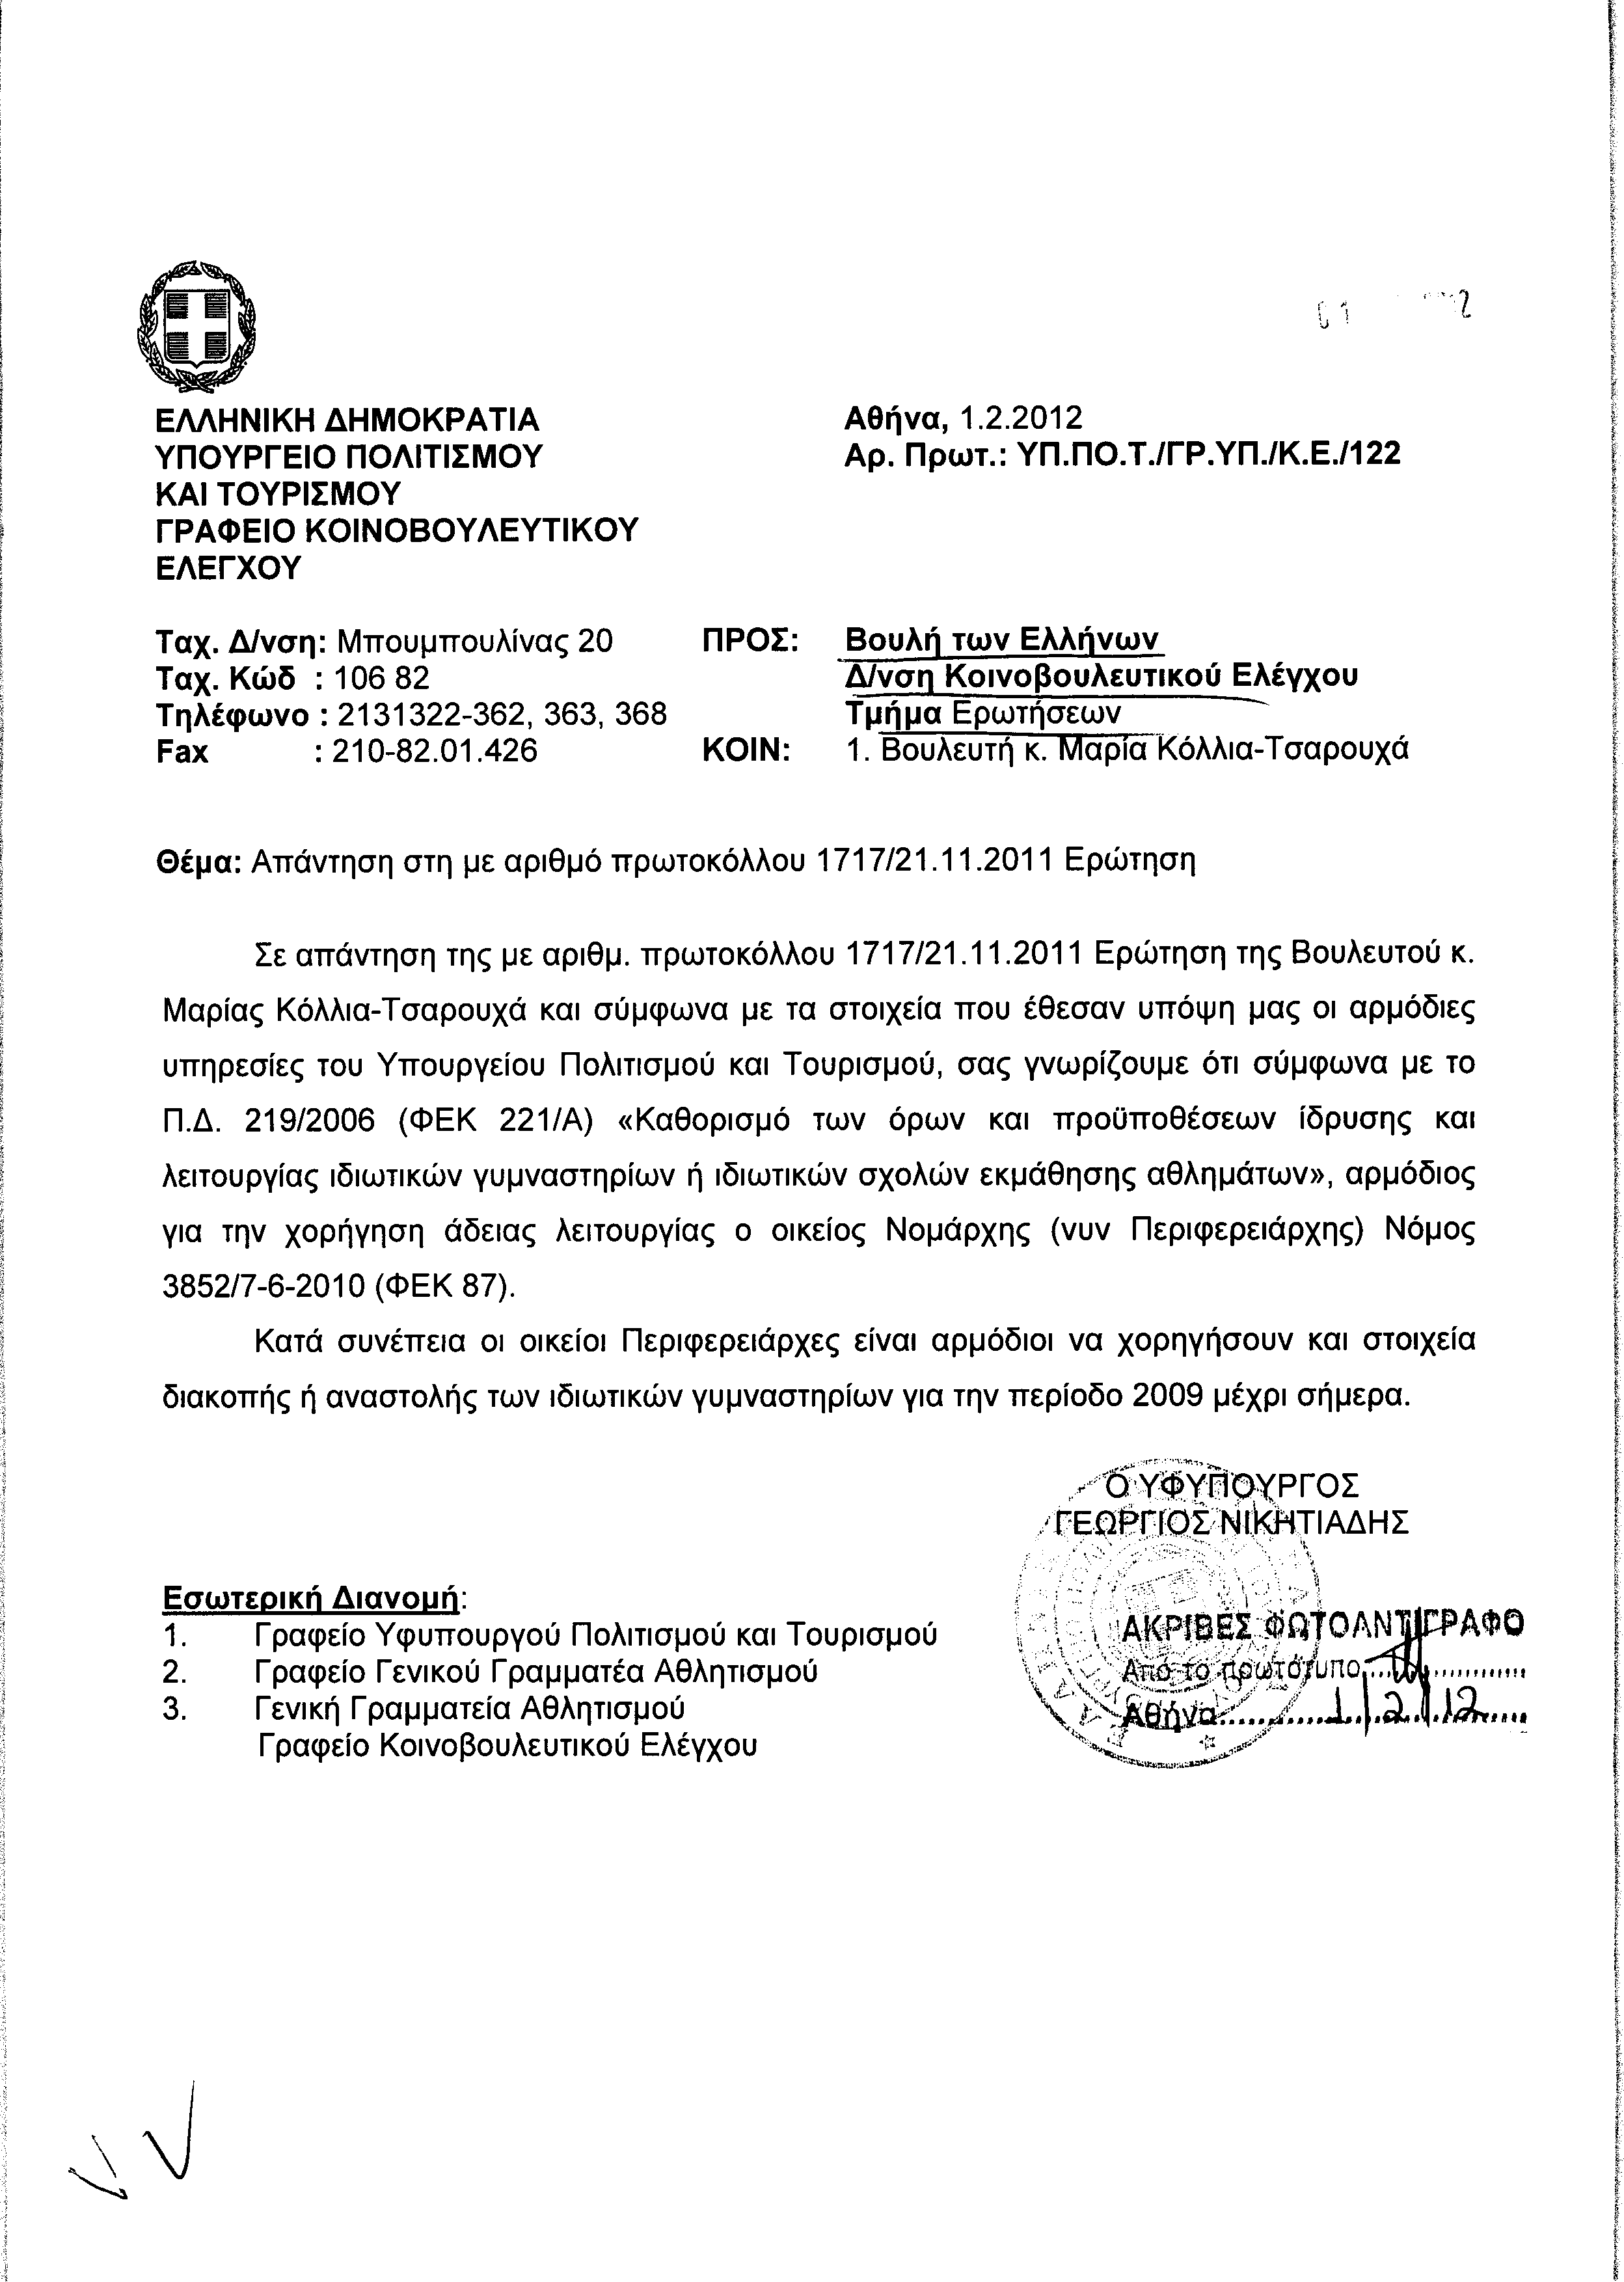 ΕΛΛΗΝΙΚΗ ΔΗΜΟΚΡΑΤΙΑ
ΥΠΟΥΡΓΕΙΟ ΠΟΛΙΤΙΣΜΟΥ
ΚΑΙ ΤΟΥΡΙΣΜΟΥ
ΓΡΑΦΕΙΟ ΚΟΙΝΟΒΟΥΛΕΥΤΙΚΟΥ
ΕΛΕΓΧΟΥ
Αθήνα, 1.2.2012
Αρ. Πρωτ.: ΥΠ.ΠΟ.Τ./ΓΡ.ΥΠ./Κ.Ε./122
Ταχ. Δ/νση: Μπουμπουλίνας 20
Ταχ. Κώδ : 106 82
Τηλέφωνο : 2131322-362, 363, 368
Fax : 210-82.01.426
ΠΡΟΣ: Βουλή των Ελλήνων
Δ/νση Κοινοβουλευτικού Ελέγχου
Τμήμα Ερωτήσεων
ΚΟΙΝ: 1. Βουλευτή κ. Μαρία Κόλλια-Τσαρουχά
Θέμα: Απάντηση στη με αριθμό πρωτοκόλλου 1717/21.11.2011 Ερώτηση
Σε απάντηση της με αριθμ. πρωτοκόλλου 1717/21.11.2011 Ερώτηση της Βουλευτού κ.
Μαρίας Κόλλια-Τσαρουχά και σύμφωνα με τα στοιχεία που έθεσαν υπόψη μας οι αρμόδιες
υπηρεσίες του Υπουργείου Πολιτισμού και Τουρισμού, σας γνωρίζουμε ότι σύμφωνα με το
Π.Δ. 219/2006 (ΦΕΚ 221/Α) «Καθορισμό των όρων και προϋποθέσεων ίδρυσης και
λειτουργίας ιδιωτικών γυμναστηρίων ή ιδιωτικών σχολών εκμάθησης αθλημάτων», αρμόδιος
για την χορήγηση άδειας λειτουργίας ο οικείος Νομάρχης (νυν Περιφερειάρχης) Νόμος
3852/7-6-2010 (ΦΕΚ 87).
Κατά συνέπεια οι οικείοι Περιφερειάρχες είναι αρμόδιοι να χορηγήσουν και στοιχεία
διακοπής ή αναστολής των ιδιωτικών γυμναστηρίων για την περίοδο 2009 μέχρι σήμερα.
Ο ΥΦΥΠΟΥΡΓΟΣ
ΓΕΩΡΓΙΟΣ ΝΙΚΗΤΙΑΔΗΣ
Εσωτερική Διανομή:
1. Γραφείο Υφυπουργού Πολιτισμού και Τουρισμού
2. Γραφείο Γενικού Γραμματέα Αθλητισμού
3. Γενική Γραμματεία Αθλητισμού
Γραφείο Κοινοβουλευτικού Ελέγχου
ΑΚΡΙΒΕΣ ΦΩΤΟΑΝΤΙΓΡΑΦΟ
Από το πρωτότυπο
Αθήνα 1/2/12